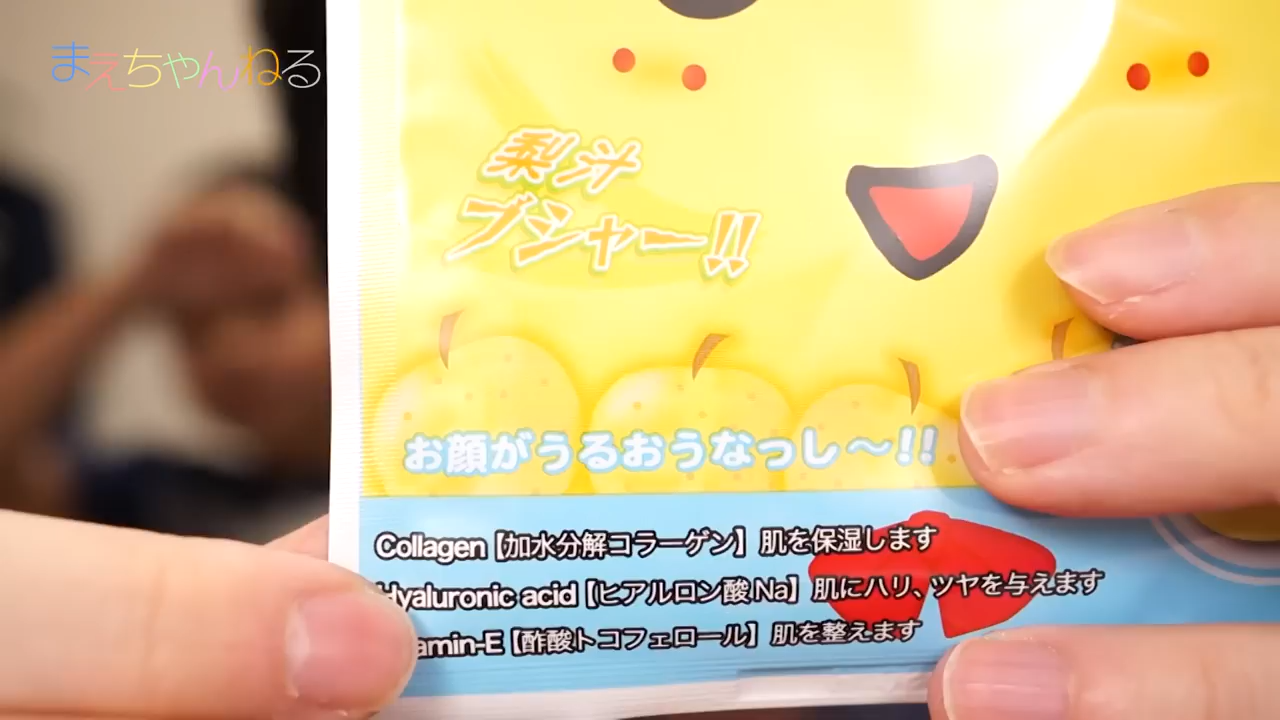 まえちゃんねる
梨汁
ブシャー!!
お顔がうるおうなっし〜!!
Collagen【加水分解コラーゲン】肌を保湿します
Hyaluronic acid【ヒアルロン酸Na】肌にハリ、ツヤを与えます
amin-E【酢酸トコフェロール】肌を整えます